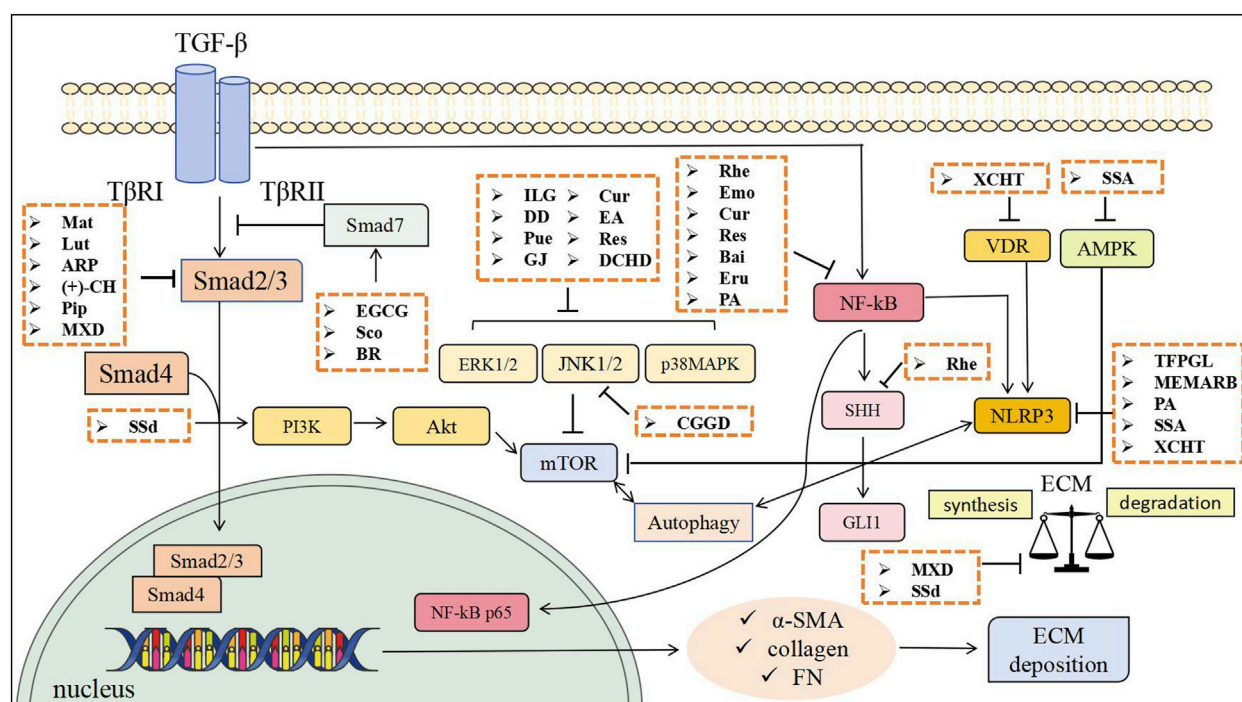 TGF-β
TβRI
TβRII
➢ Mat
➢ Lut
➢ ARP
➢ (+)-CH
➢ Pip
➢ MXD
Smad7
Smad2/3
➢ EGCG
➢ Sco
➢ BR
Smad4
➢ SSd
PI3K
Akt
➢ ILG ➢ Cur
➢ DD ➢ EA
➢ Pue ➢ Res
➢ GJ ➢ DCHD
ERK1/2
JNK1/2
p38MAPK
➢ CGGD
mTOR
Autophagy
➢ Rhe
➢ Emo
➢ Cur
➢ Res
➢ Bai
➢ Eru
➢ PA
NF-kB
➢ Rhe
SHH
GLI1
➢ XCHT
➢ SSA
VDR
AMPK
NLRP3
➢ TFPGL
➢ MEMARB
➢ PA
➢ SSA
➢ XCHT
ECM
synthesis
degradation
➢ MXD
➢ SSd
Smad2/3
Smad4
NF-kB p65
nucleus
✓ α-SMA
✓ collagen
✓ FN
ECM
deposition